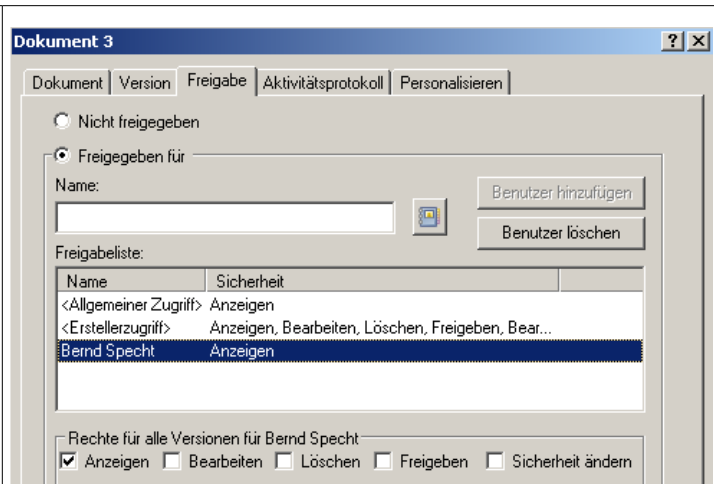 Dokument 3
Dokument Version Freigabe Aktivitätsprotokoll Personalisieren
Nicht freigegeben
Freigegeben für
Name:
Benutzer hinzufügen
Benutzer löschen
Freigabeliste:
Name Sicherheit
<Allgemeiner Zugriff> Anzeigen
<Erstellerzugriff> Anzeigen, Bearbeiten, Löschen, Freigeben, Bear...
Bernd Specht Anzeigen
Rechte für alle Versionen für Bernd Specht
Anzeigen Bearbeiten Löschen Freigeben Sicherheit ändern